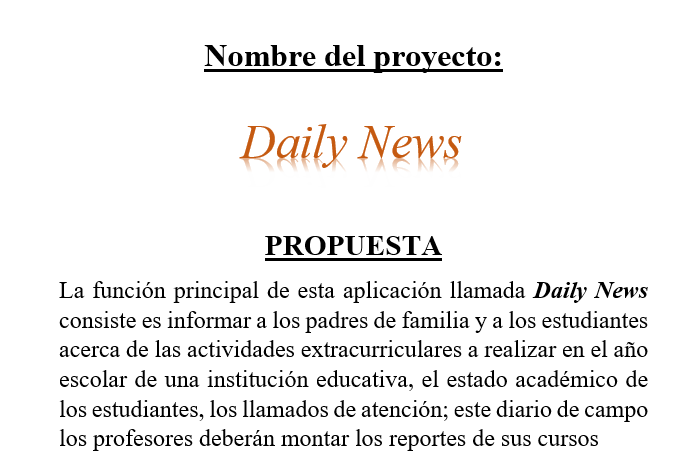 Nombre del proyecto:
Daily News
PROPUESTA
La función principal de esta aplicación llamada Daily News
consiste es informar a los padres de familia y a los estudiantes
acerca de las actividades extracurriculares a realizar en el año
escolar de una institución educativa, el estado académico de
los estudiantes, los llamados de atención; este diario de campo
los profesores deberán montar los reportes de sus cursos